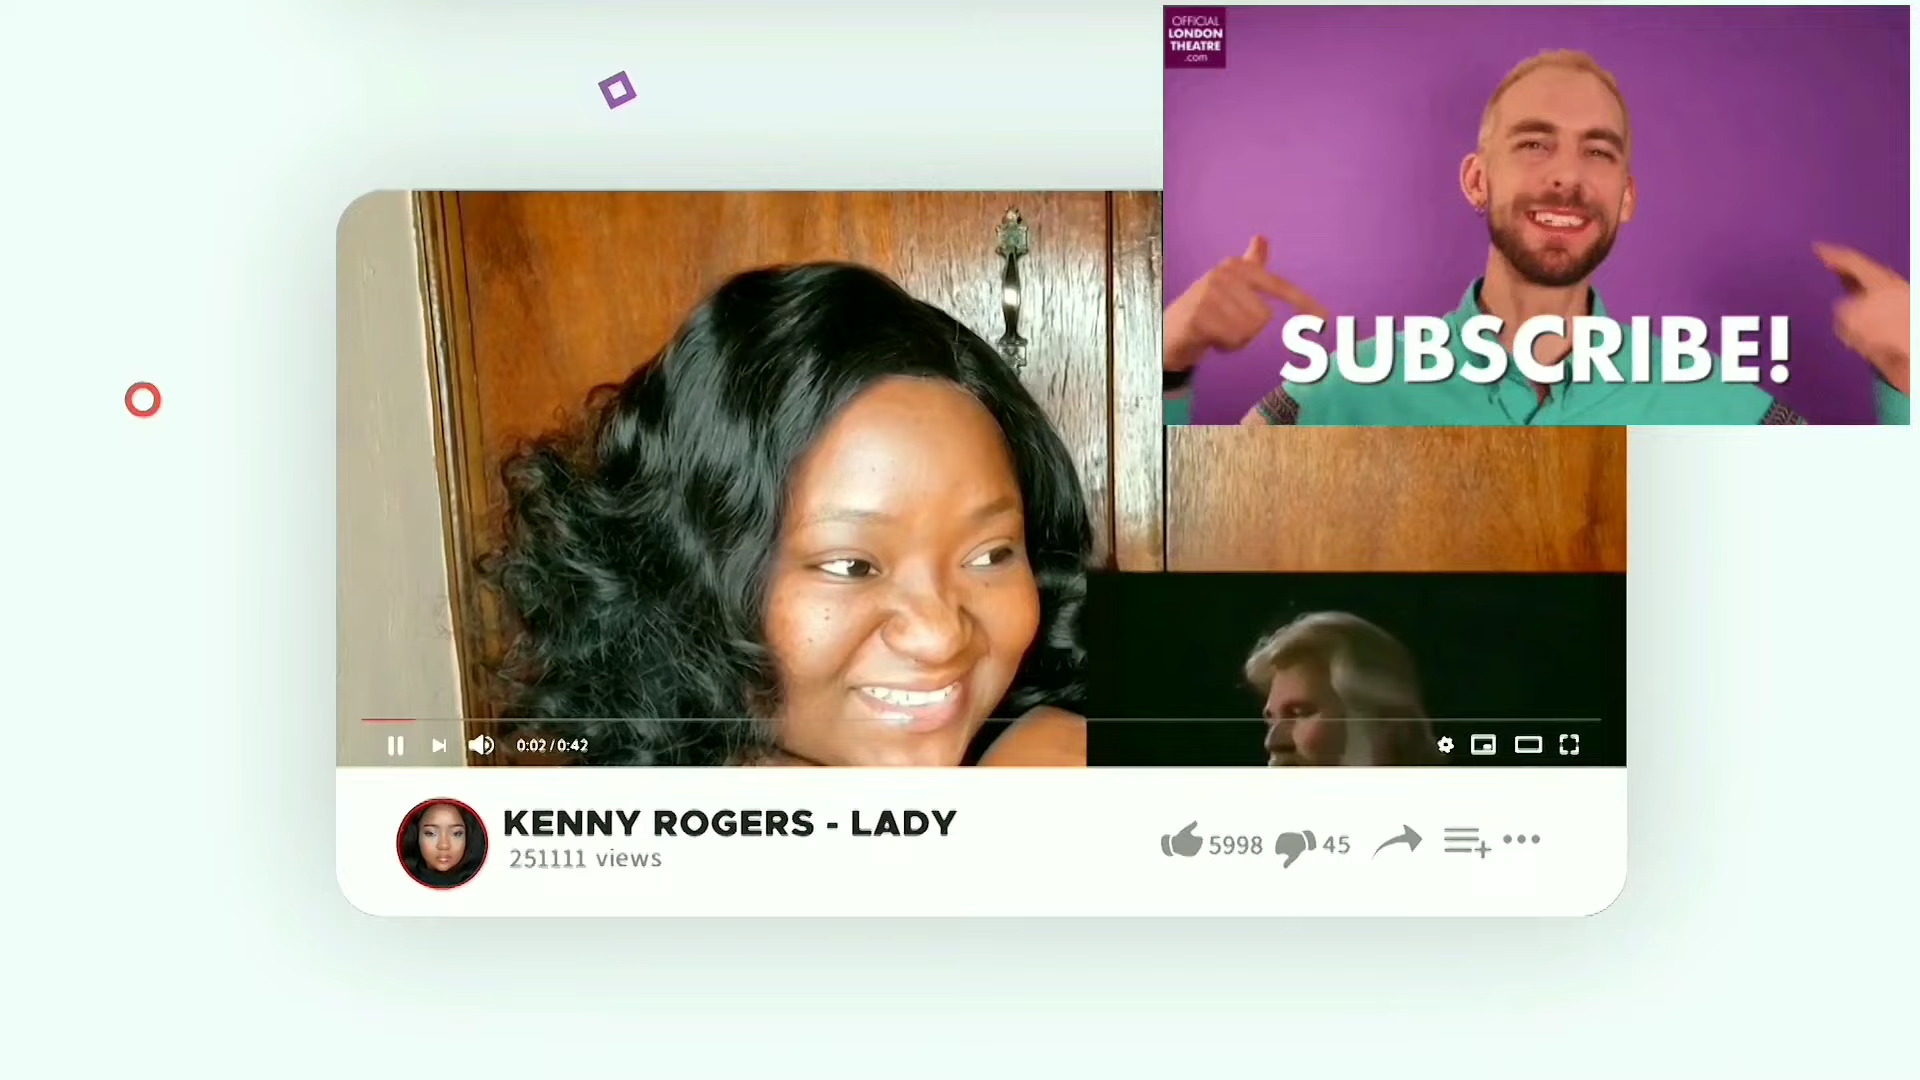 OFFICIAL
LONDON
THEATRE
.com
SUBSCRIBE!
0:02 / 0:42
KENNY ROGERS - LADY
251111 views
5998
45